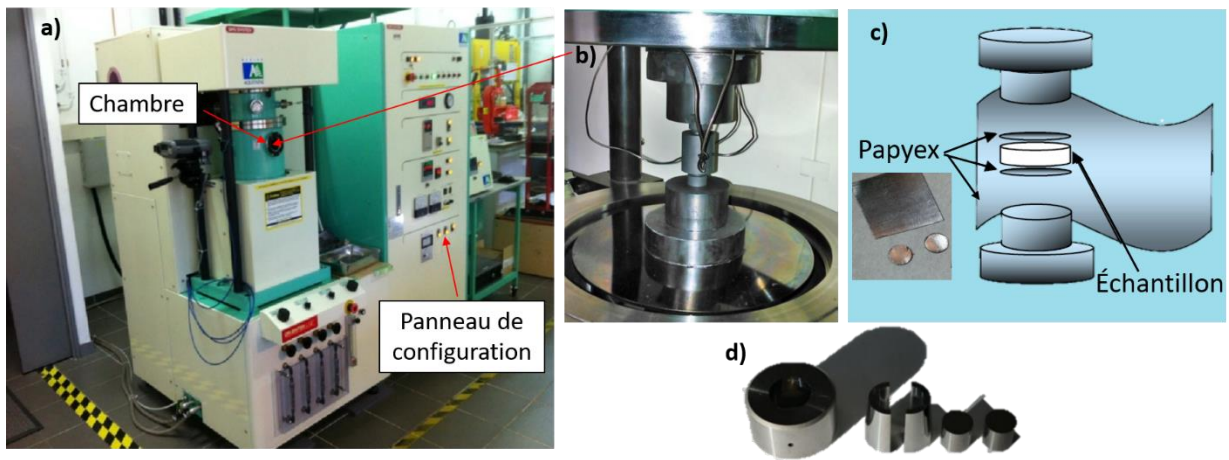 a)
Chambre
Panneau de
configuration
b)
c)
Papyex
Échantillon
d)